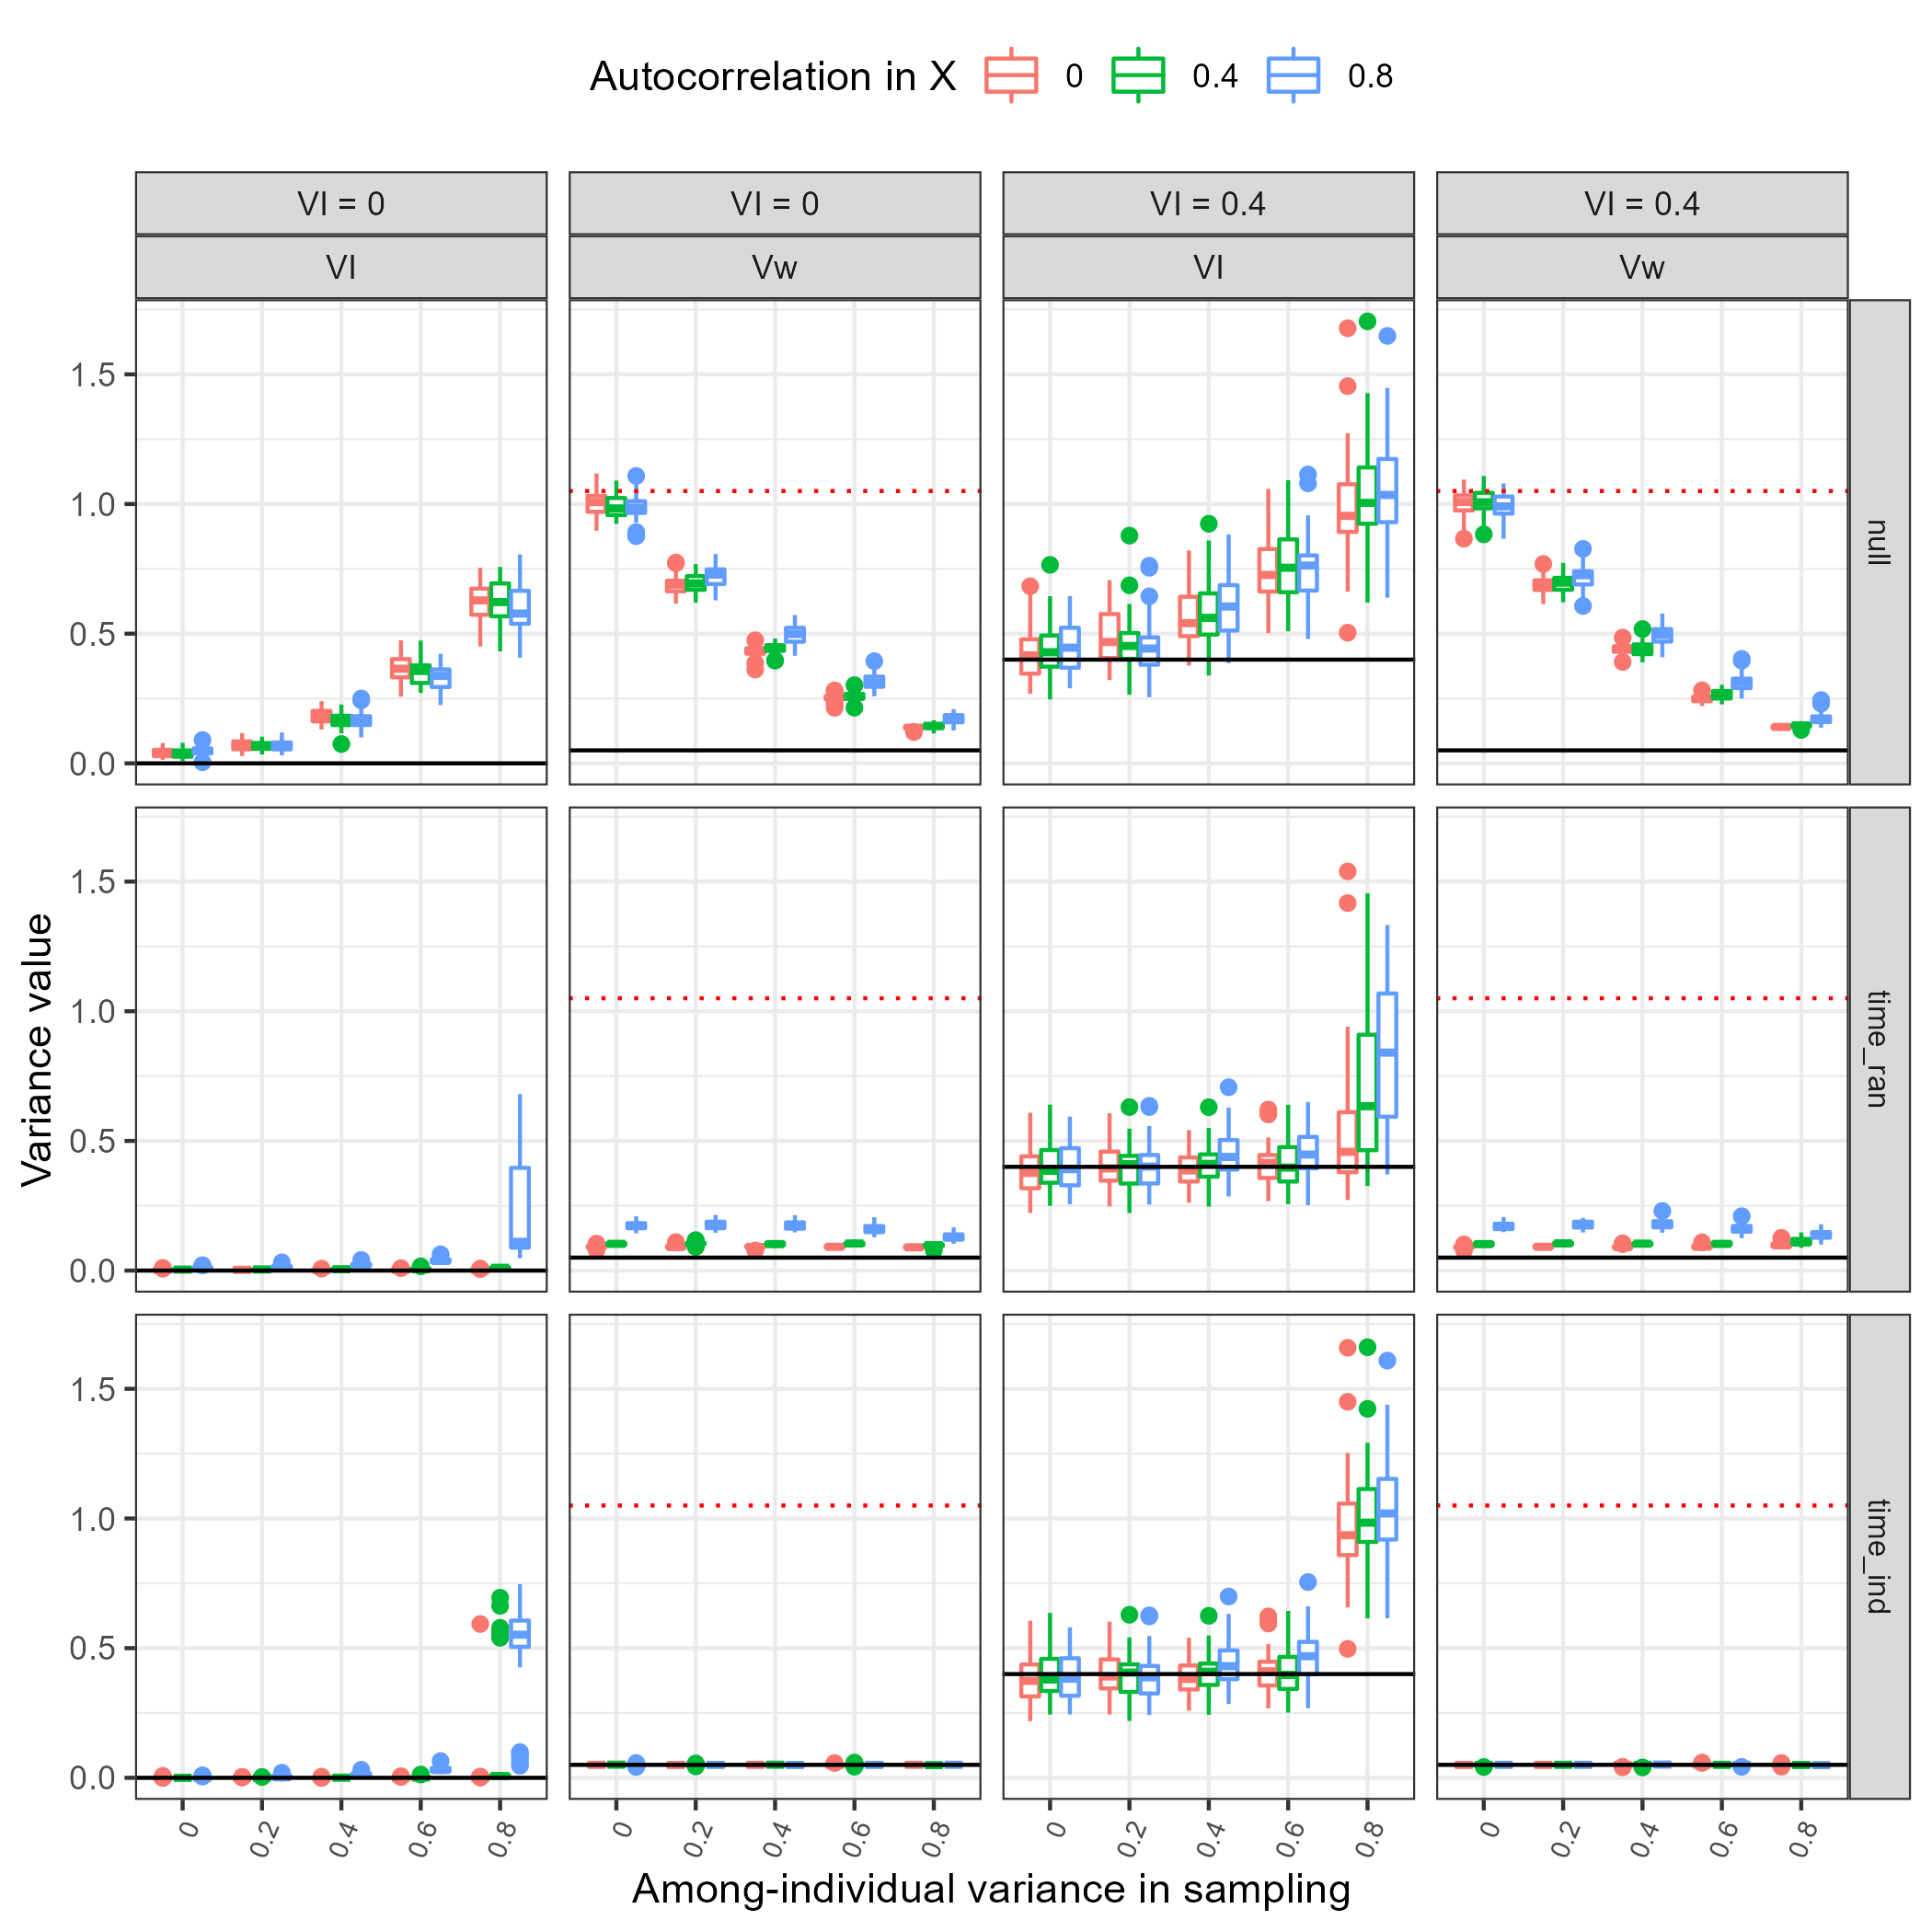 Autocorrelation in X 0 0.4 0.8
VI = 0 VI = 0 VI = 0.4 VI = 0.4
VI Vw VI Vw
1.5
1.0
0.5
0.0
null
1.5
1.0
0.5
0.0
time_ran
1.5
1.0
0.5
0.0
time_ind
Variance value
0 0.2 0.4 0.6 0.8 0 0.2 0.4 0.6 0.8 0 0.2 0.4 0.6 0.8 0 0.2 0.4 0.6 0.8
Among-individual variance in sampling